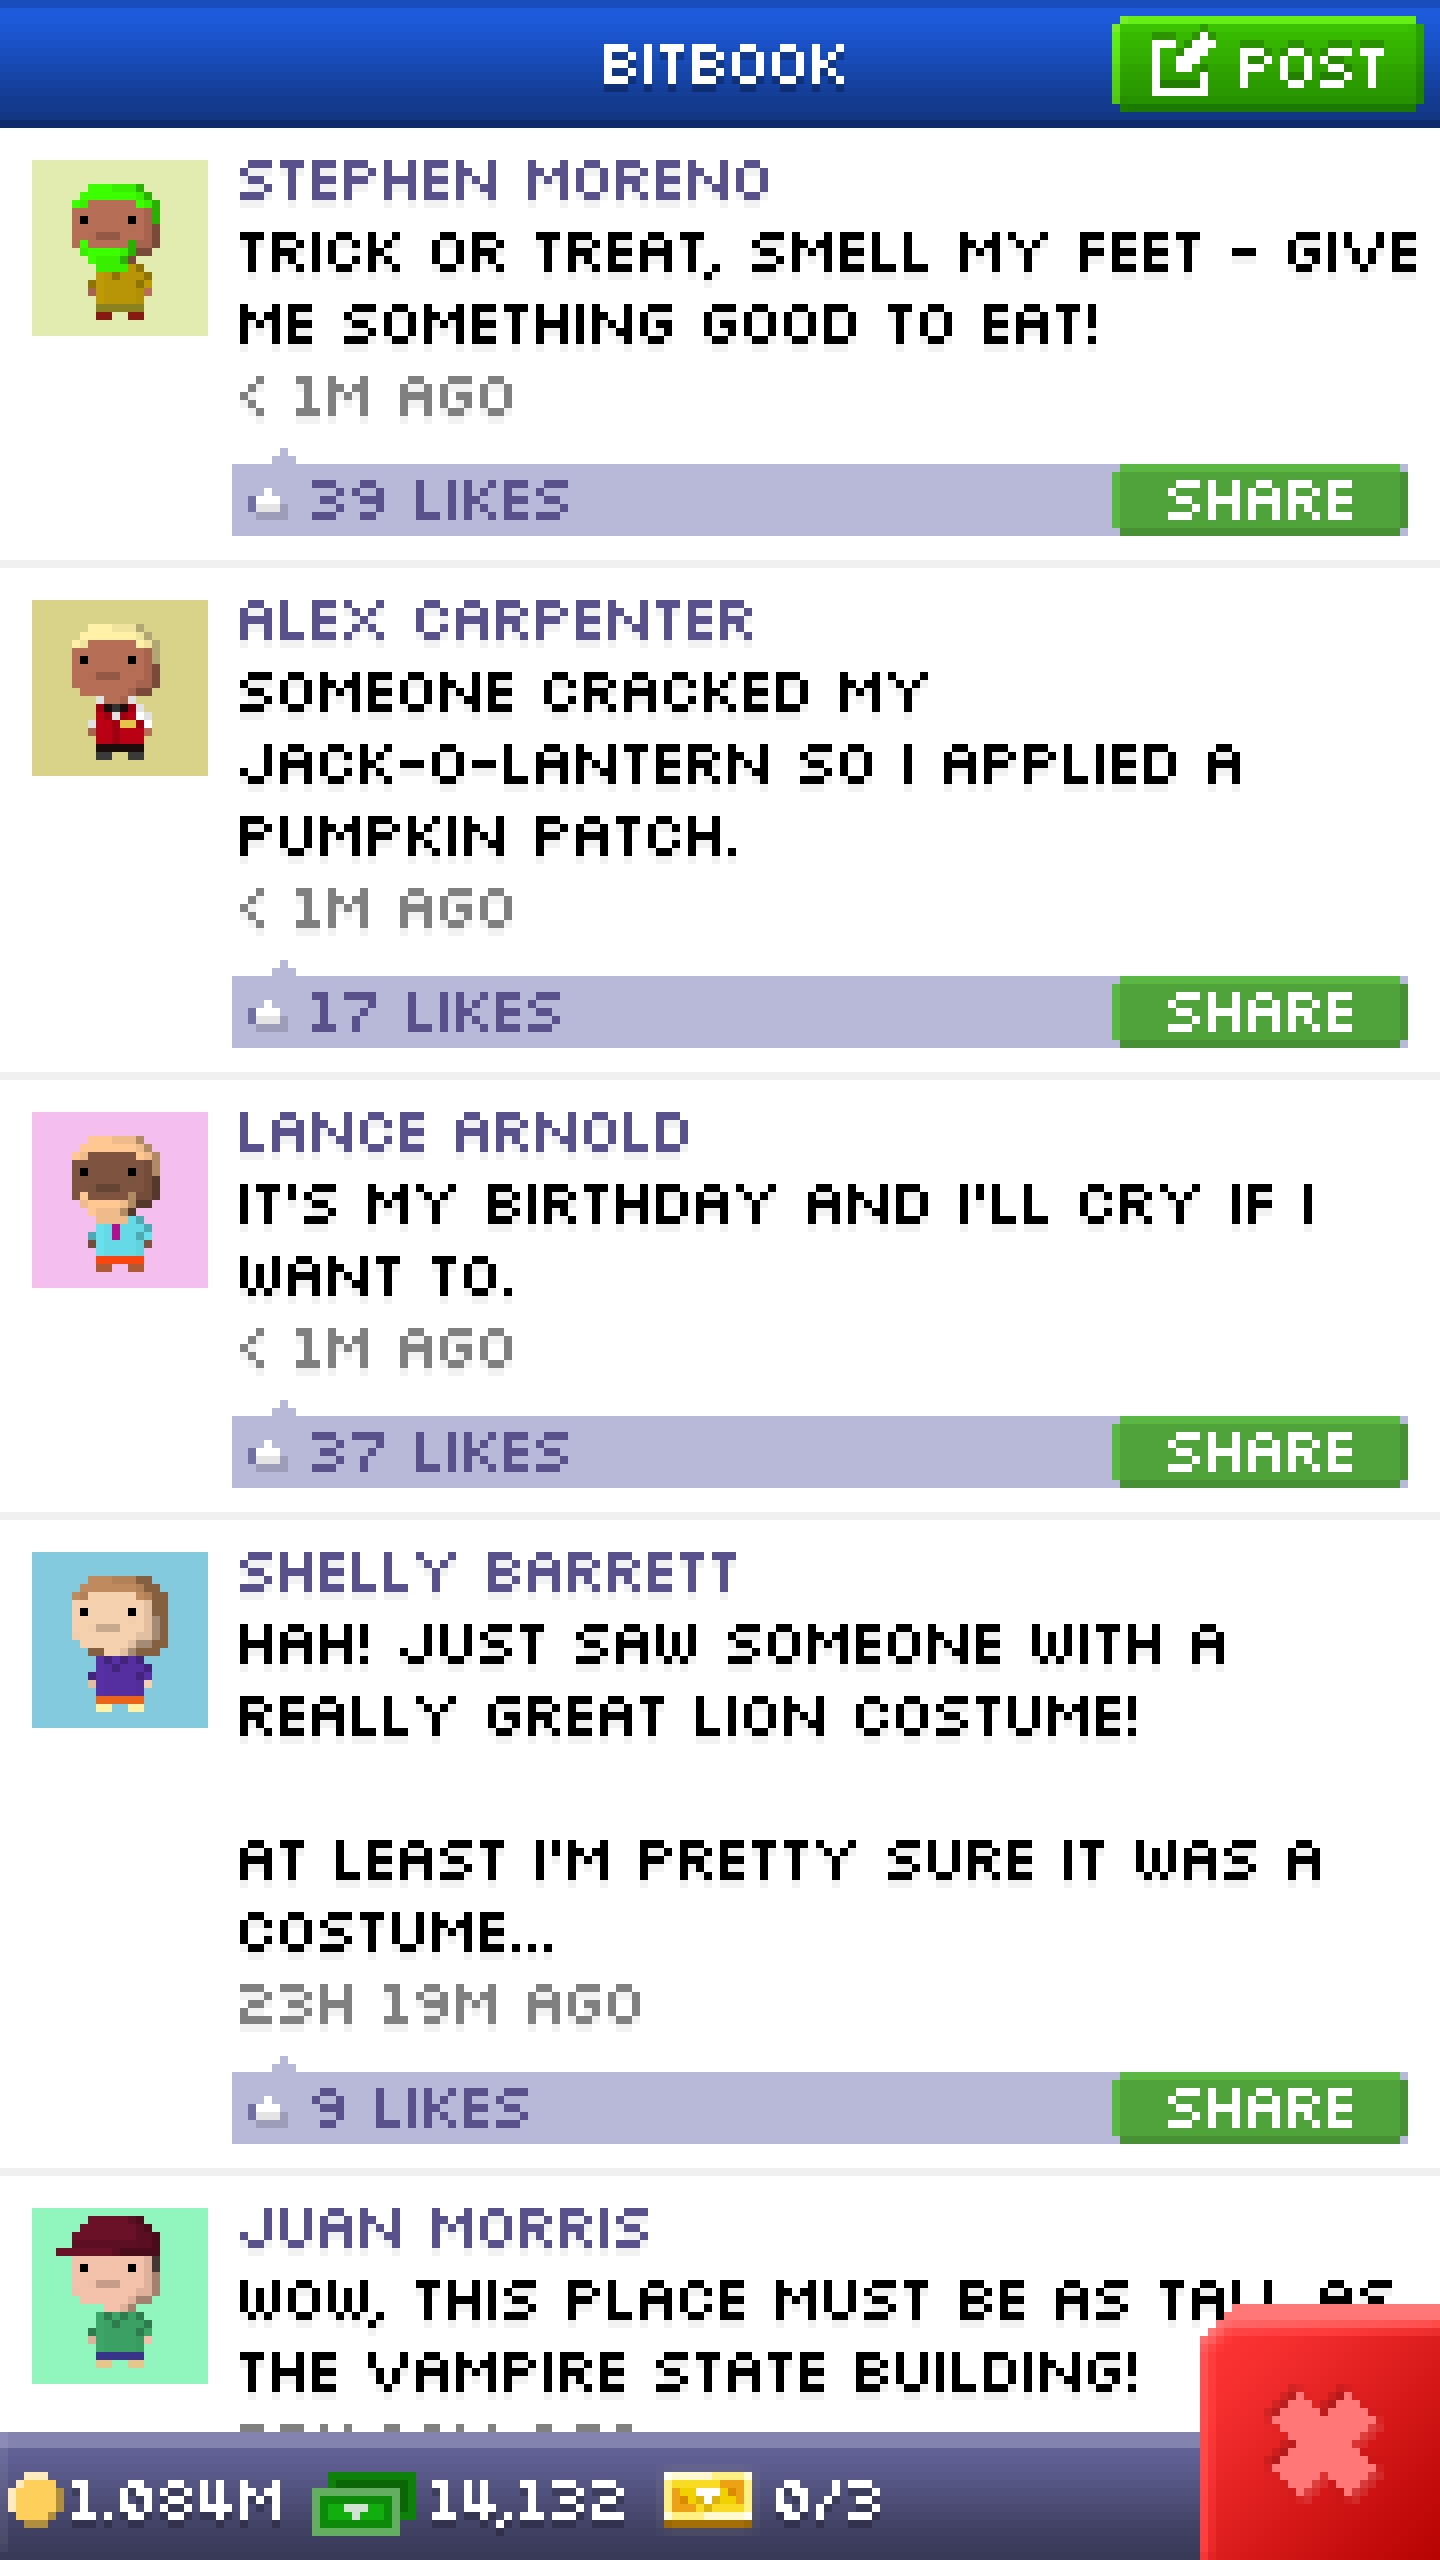 BITBOOK
POST
STEPHEN MORENO
TRICK OR TREAT, SMELL MY FEET - GIVE
ME SOMETHING GOOD TO EAT!
< 1M AGO
39 LIKES
SHARE
ALEX CARPENTER
SOMEONE CRACKED MY
JACK-O-LANTERN SO I APPLIED A
PUMPKIN PATCH.
< 1M AGO
17 LIKES
SHARE
LANCE ARNOLD
IT'S MY BIRTHDAY AND I'LL CRY IF I
WANT TO.
< 1M AGO
37 LIKES
SHARE
SHELLY BARRETT
HAH! JUST SAW SOMEONE WITH A
REALLY GREAT LION COSTUME!
AT LEAST I'M PRETTY SURE IT WAS A
COSTUME...
23H 19M AGO
9 LIKES
SHARE
JUAN MORRIS
WOW, THIS PLACE MUST BE AS TALL AS
THE VAMPIRE STATE BUILDING!
1.084M
14,132
0/3